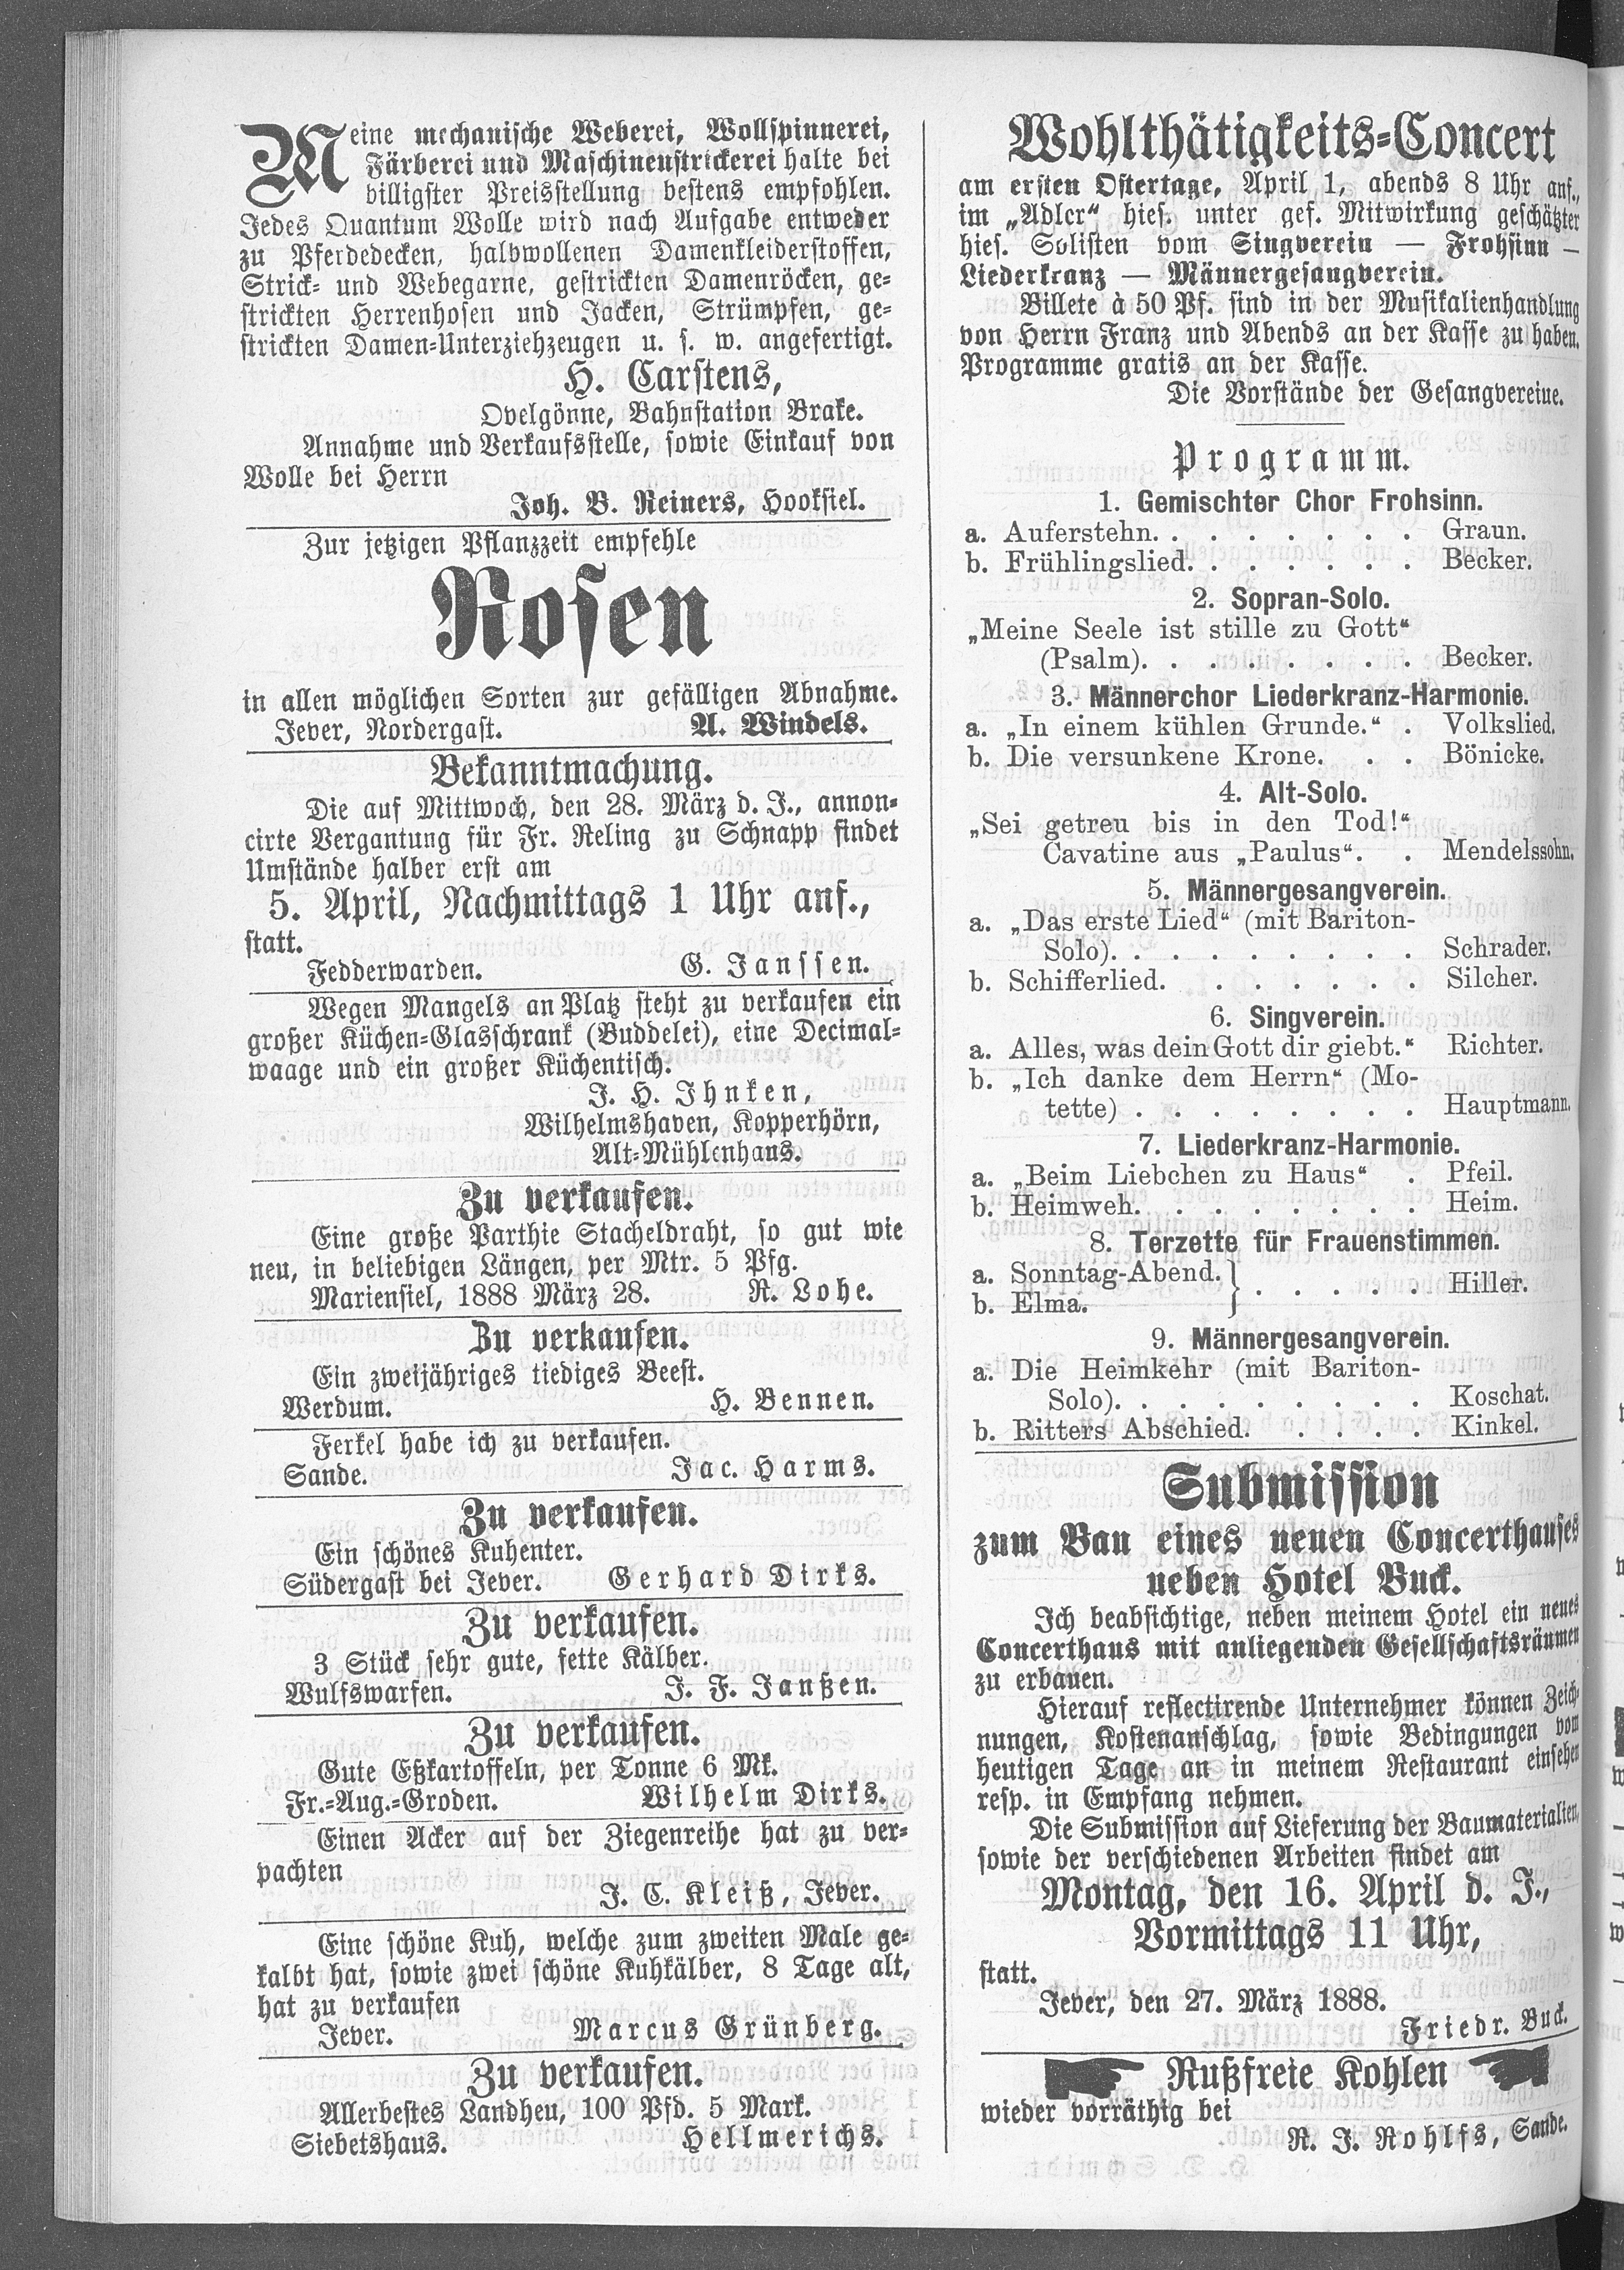 Meine mechanische Weberei, Wollspinnerei,
Färberei und Maschinenstrickerei halte bei
billigster Preisstellung bestens empfohlen.
Jedes Quantum Wolle wird nach Aufgabe entweder
zu Pferdedecken, halbwollenen Damenkleiderstoffen,
Strick- und Webegarne, gestrickten Damenröcken, ge-
strickten Herrenhosen und Jacken, Strümpfen, ge-
strickten Damen-Unterziehzeugen u. s. w. angefertigt.
H. Carstens,
Ovelgönne, Bahnstation Brake.
Annahme und Verkaufsstelle, sowie Einkauf von
Wolle bei Herrn
Joh. B. Reiners, Hooksiel.
Zur jetzigen Pflanzzeit empfehle
Rosen
in allen möglichen Sorten zur gefälligen Abnahme.
Jever, Nordergast. A. Windels.
Bekanntmachung.
Die auf Mittwoch, den 28. März d. J., annon-
cirte Vergantung für Fr. Reling zu Schnapp findet
Umstände halber erst am
5. April, Nachmittags 1 Uhr anf.,
statt.
Fedderwarden. G. Janssen.
Wegen Mangels an Platz steht zu verkaufen ein
großer Küchen-Glasschrank (Buddelei), eine Decimal-
waage und ein großer Küchentisch.
J. H. Ihnken,
Wilhelmshaven, Kopperhörn,
Alt-Mühlenhaus.
Zu verkaufen.
Eine große Parthie Stacheldraht, so gut wie
neu, in beliebigen Längen, per Mtr. 5 Pfg.
Mariensiel, 1888 März 28. R. Lohe.
Zu verkaufen.
Ein zweijähriges tiediges Beest.
Werdum. H. Bennen.
Ferkel habe ich zu verkaufen.
Sande. Jac. Harms.
Zu verkaufen.
Ein schönes Kuhenter.
Südergast bei Jever. Gerhard Dirks.
Zu verkaufen.
3 Stück sehr gute, fette Kälber.
Wulfswarfen. J. F. Janßen.
Zu verkaufen.
Gute Eßkartoffeln, per Tonne 6 Mk.
Fr.-Aug.-Groden. Wilhelm Dirks.
Einen Acker auf der Ziegenreihe hat zu ver-
pachten
J. C. Kleiß, Jever.
Eine schöne Kuh, welche zum zweiten Male ge-
kalbt hat, sowie zwei schöne Kuhkälber, 8 Tage alt,
hat zu verkaufen
Jever. Marcus Grünberg.
Zu verkaufen.
Allerbestes Landheu, 100 Pfd. 5 Mark.
Siebetshaus. Hellmerichs.
Wohlthätigkeits-Concert
am ersten Ostertage, April 1, abends 8 Uhr anf.,
im „Adler“ hies. unter gef. Mitwirkung geschätzter
hies. Solisten vom Singverein — Frohsinn —
Liederkranz — Männergesangverein.
Billete à 50 Pf. sind in der Musikalienhandlung
von Herrn Franz und Abends an der Kasse zu haben.
Programme gratis an der Kasse.
Die Vorstände der Gesangvereine.
Programm.
1. Gemischter Chor Frohsinn.
a. Auferstehn. . . . . . . . Graun.
b. Frühlingslied. . . . . . . Becker.
2. Sopran-Solo.
„Meine Seele ist stille zu Gott“
(Psalm). . . . . . . . . Becker.
3. Männerchor Liederkranz-Harmonie.
a. „In einem kühlen Grunde.“ . Volkslied.
b. Die versunkene Krone. . . Bönicke.
4. Alt-Solo.
„Sei getreu bis in den Tod!“
Cavatine aus „Paulus“. . Mendelssohn.
5. Männergesangverein.
a. „Das erste Lied“ (mit Bariton-
Solo). . . . . . . . . Schrader.
b. Schifferlied. . . . . . . Silcher.
6. Singverein.
a. Alles, was dein Gott dir giebt.“ Richter.
b. „Ich danke dem Herrn“ (Mo-
tette) . . . . . . . . Hauptmann.
7. Liederkranz-Harmonie.
a. „Beim Liebchen zu Haus“ . Pfeil.
b. Heimweh. . . . . . . . Heim.
8. Terzette für Frauenstimmen.
a. Sonntag-Abend.
b. Elma. } . . . . . Hiller.
9. Männergesangverein.
a. Die Heimkehr (mit Bariton-
Solo). . . . . . . . . Koschat.
b. Ritters Abschied. . . . . Kinkel.
Submission
zum Bau eines neuen Concerthauses
neben Hotel Buck.
Ich beabsichtige, neben meinem Hotel ein neues
Concerthaus mit anliegenden Gesellschaftsräumen
zu erbauen.
Hierauf reflectirende Unternehmer können Zeich-
nungen, Kostenanschlag, sowie Bedingungen vom
heutigen Tage an in meinem Restaurant einsehen
resp. in Empfang nehmen.
Die Submission auf Lieferung der Baumaterialien,
sowie der verschiedenen Arbeiten findet am
Montag, den 16. April d. J.,
Vormittags 11 Uhr,
statt.
Jever, den 27. März 1888.
Friedr. Buck.
Rußfreie Kohlen
wieder vorräthig bei
R. J. Rohlfs, Sande.